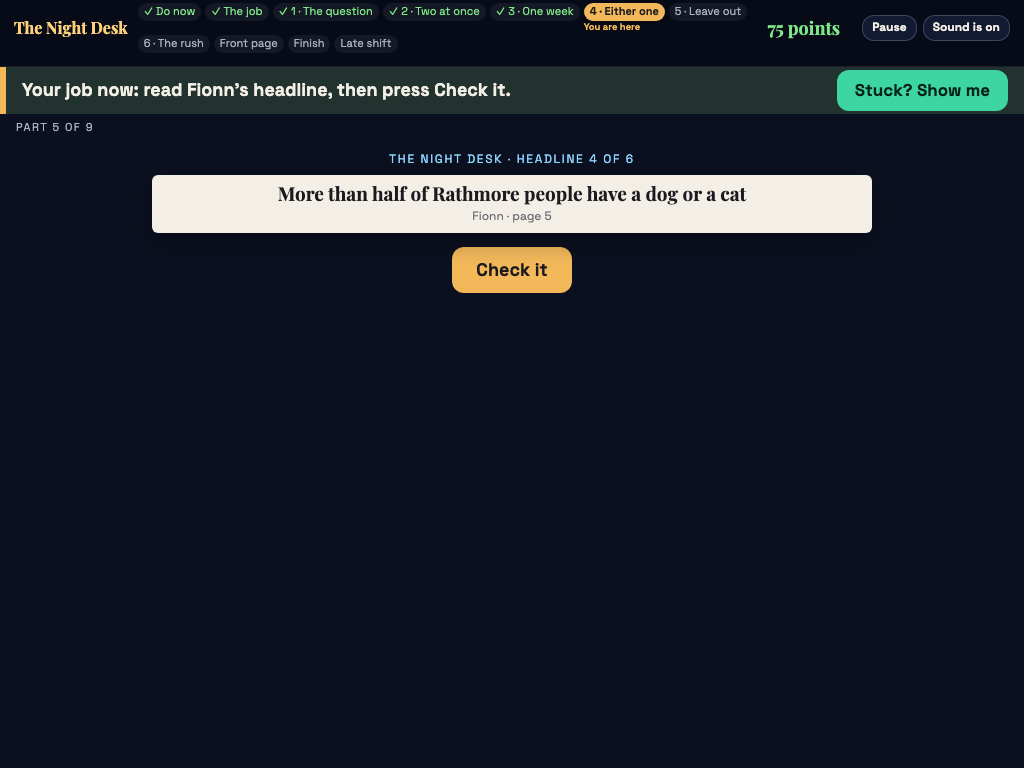 The Night Desk
✓ Do now ✓ The job ✓ 1 · The question ✓ 2 · Two at once ✓ 3 · One week 4 · Either one 5 · Leave out
You are here
6 · The rush Front page Finish Late shift
75 points
Pause Sound is on
Your job now: read Fionn's headline, then press Check it.
Stuck? Show me
PART 5 OF 9
THE NIGHT DESK · HEADLINE 4 OF 6
More than half of Rathmore people have a dog or a cat
Fionn · page 5
Check it